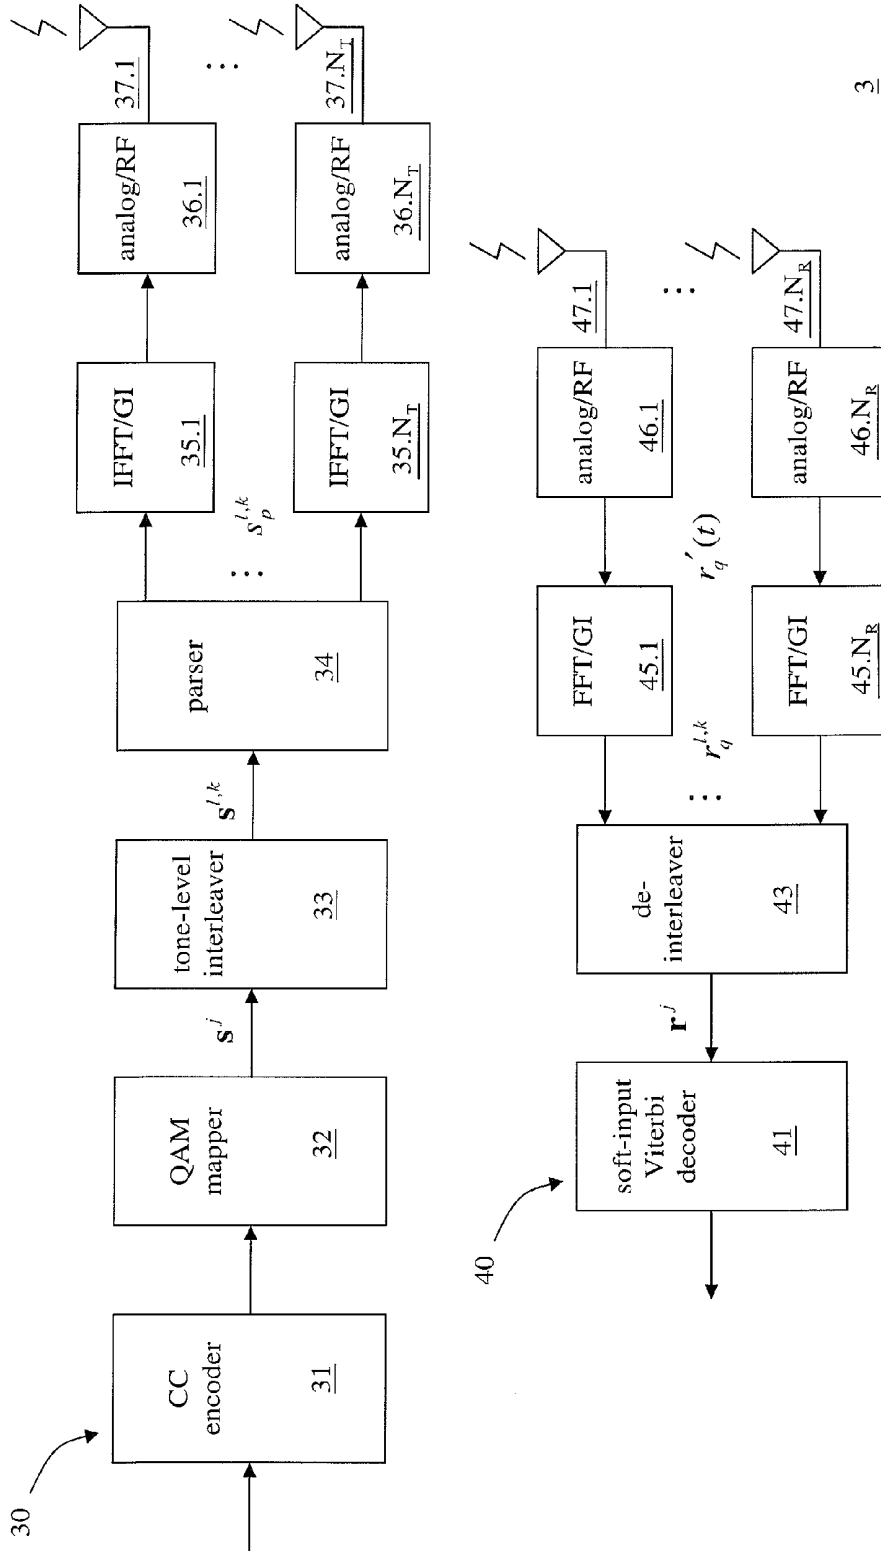 30
CC
encoder
31
QAM
mapper
32
s^j
tone-level
interleaver
33
s^{l,k}
parser
34
⋮
s_p^{l,k}
IFFT/GI
35.1
IFFT/GI
35.N_T
analog/RF
36.1
analog/RF
36.N_T
37.1
⋮
37.N_T
40
soft-input
Viterbi
decoder
41
r^j
de-
interleaver
43
⋮
r_q^{l,k}
FFT/GI
45.1
FFT/GI
45.N_R
r_q'(t)
analog/RF
46.1
analog/RF
46.N_R
47.1
⋮
47.N_R
3